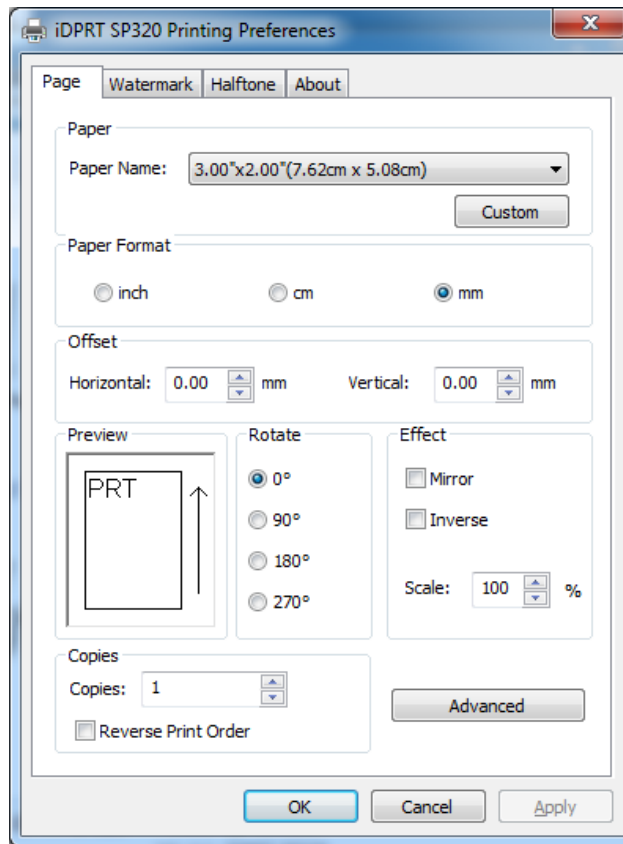 iDPRT SP320 Printing Preferences
Page Watermark Halftone About
Paper
Paper Name: 3.00"x2.00"(7.62cm x 5.08cm)
Custom
Paper Format
inch cm mm
Offset
Horizontal: 0.00 mm Vertical: 0.00 mm
Preview Rotate Effect
PRT 0° Mirror
90° Inverse
180°
Scale: 100 %
270°
Copies
Copies: 1
Advanced
Reverse Print Order
OK Cancel Apply